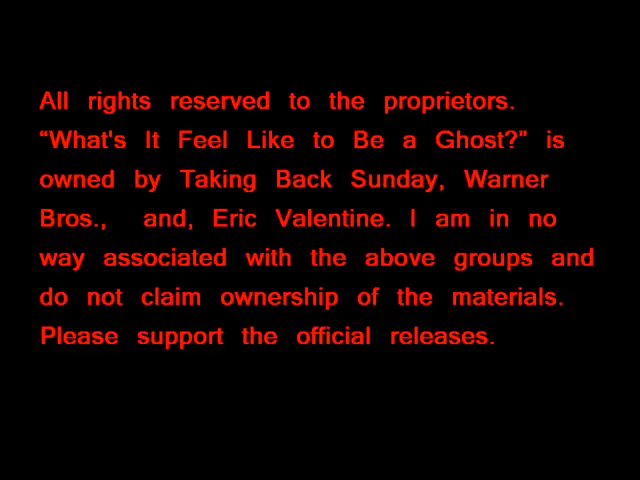 All rights reserved to the proprietors.
“What's It Feel Like to Be a Ghost?” is
owned by Taking Back Sunday, Warner
Bros., and, Eric Valentine. I am in no
way associated with the above groups and
do not claim ownership of the materials.
Please support the official releases.